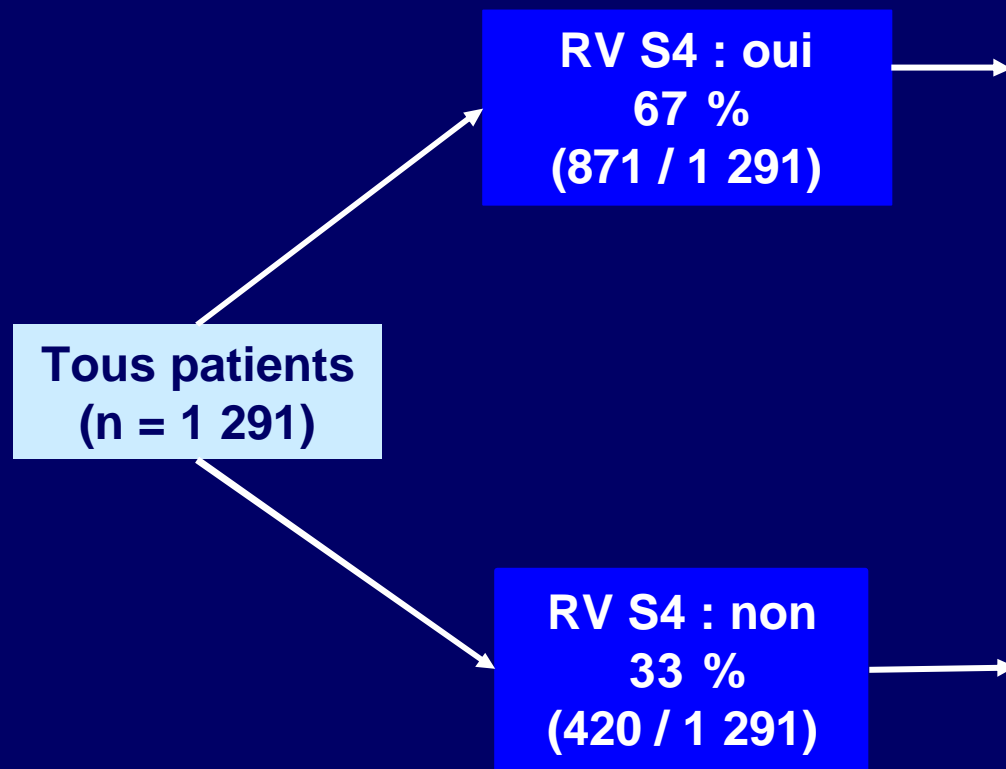 RV S4 : oui
67 %
(871 / 1 291)
Tous patients
(n = 1 291)
RV S4 : non
33 %
(420 / 1 291)